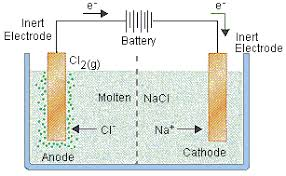 e⁻
e⁻
Inert
Electrode
Battery
Inert
Electrode
Cl₂(g)
Molten NaCl
Cl⁻
Na⁺
Anode
Cathode